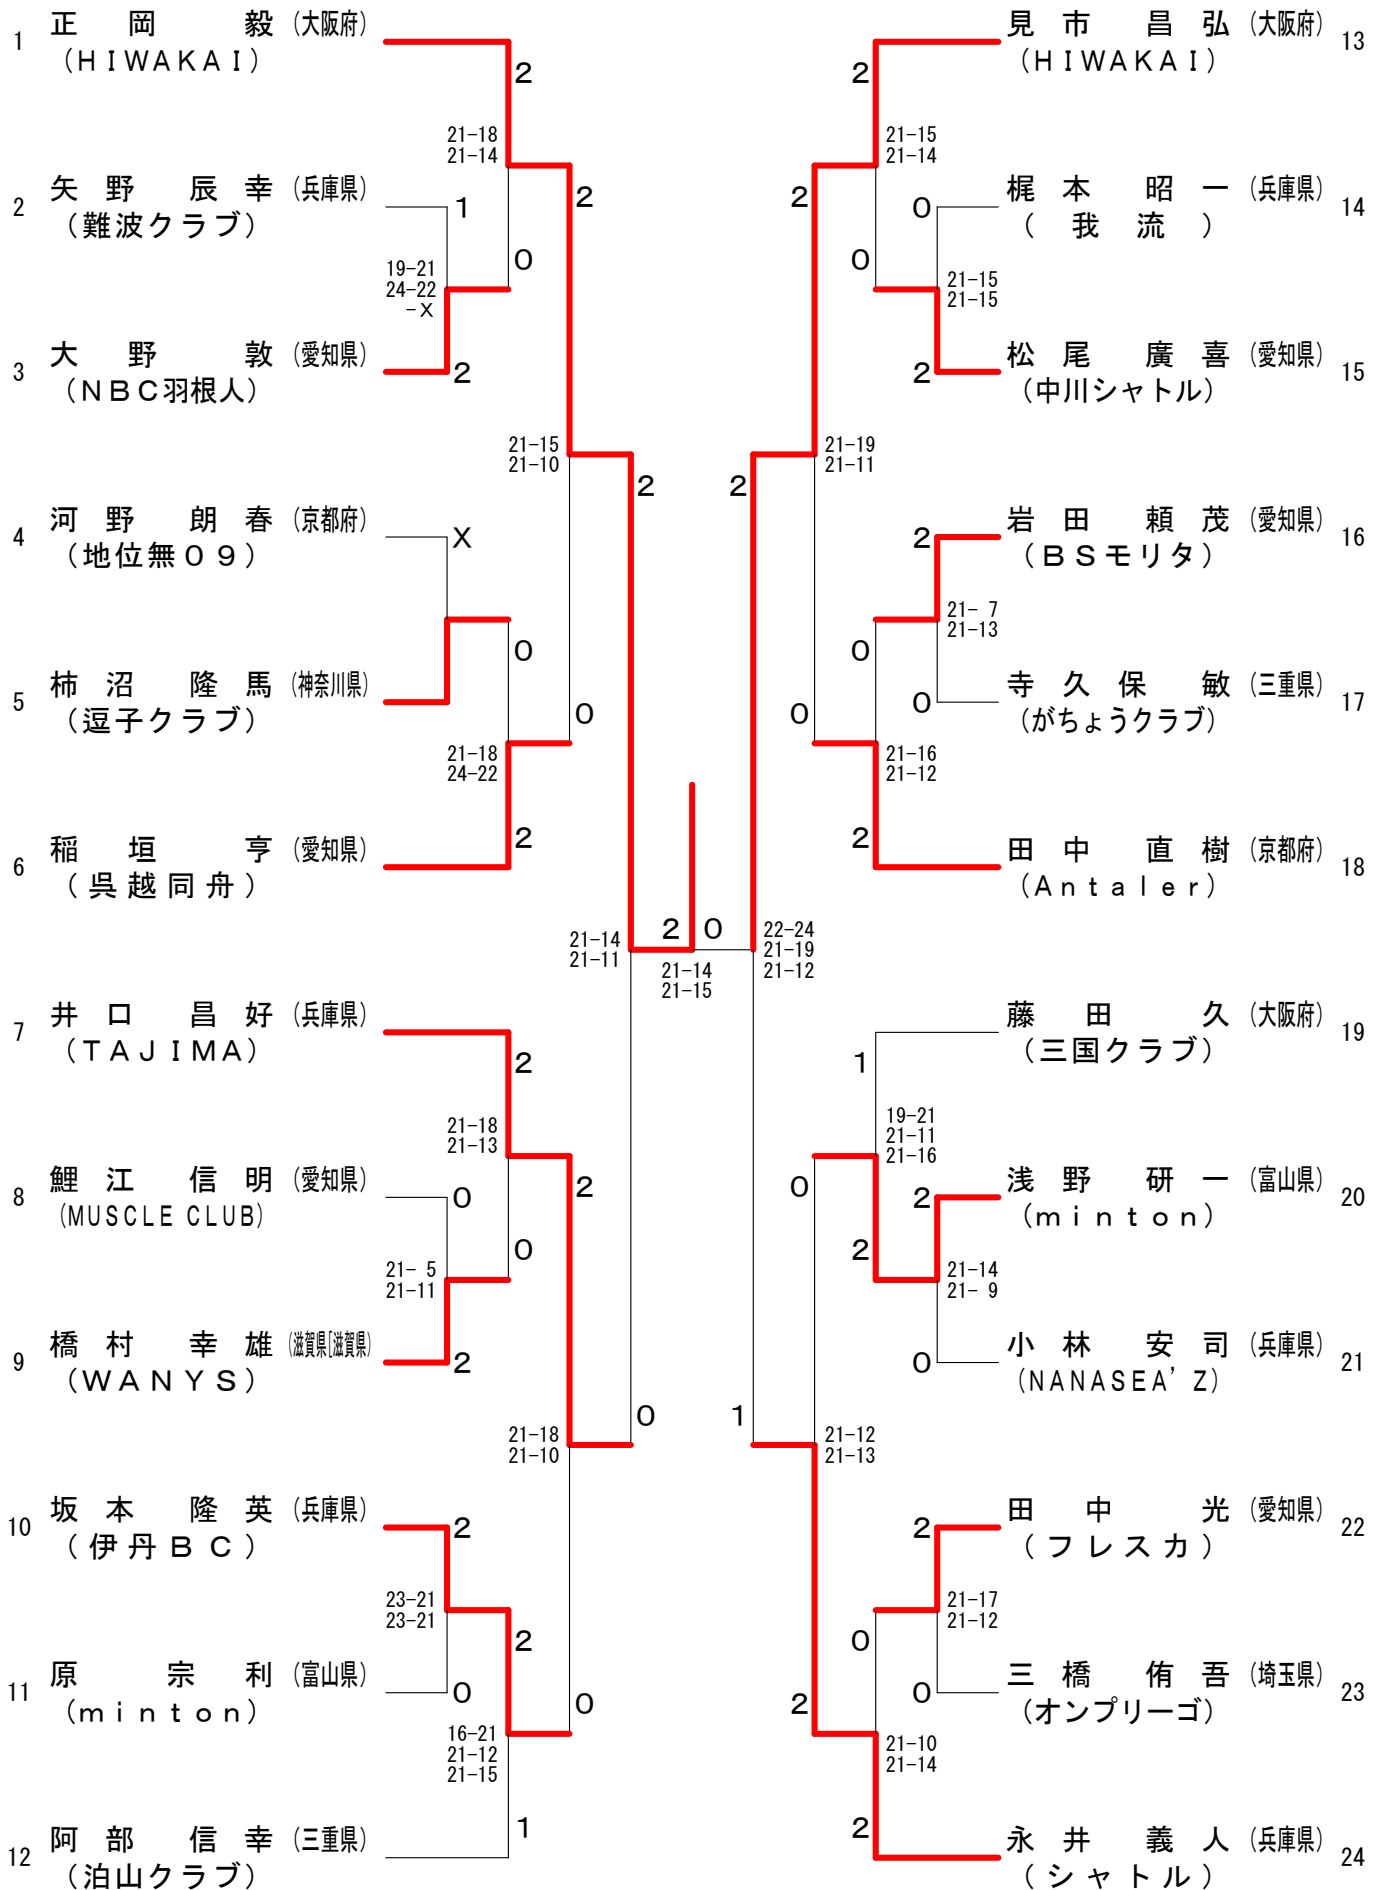 1 正岡 毅 (大阪府)
(HIWAKAI)
2
21-18
21-14
2 矢野 辰幸 (兵庫県)
(難波クラブ)
1
2
0
19-21
24-22
-X
3 大野 敦 (愛知県)
(NBC羽根人)
2
21-15
21-10
2
4 河野 朗春 (京都府)
(地位無09)
X
0
5 柿沼 隆馬 (神奈川県)
(逗子クラブ)
0
21-18
24-22
6 稲垣 亨 (愛知県)
(呉越同舟)
2
21-14
21-11
2 0
21-14
21-15
7 井口 昌好 (兵庫県)
(TAJIMA)
2
21-18
21-13
8 鯉江 信明 (愛知県)
(MUSCLE CLUB)
0
2
0
21- 5
21-11
9 橋村 幸雄 (滋賀県[滋賀県)
(WANYS)
2
0
21-18
21-10
10 坂本 隆英 (兵庫県)
(伊丹BC)
2
23-21
23-21
2
11 原 宗利 (富山県)
(minton)
0
0
16-21
21-12
21-15
12 阿部 信幸 (三重県)
(泊山クラブ)
1
見市 昌弘 (大阪府) 13
(HIWAKAI)
2
21-15
21-14
梶本 昭一 (兵庫県) 14
(我流)
0
2
0
21-15
21-15
松尾 廣喜 (愛知県) 15
(中川シャトル)
2
21-19
21-11
2
岩田 頼茂 (愛知県) 16
(BSモリタ)
2
21- 7
21-13
0
寺久保 敏 (三重県) 17
(がちょうクラブ)
0
0
21-16
21-12
田中 直樹 (京都府) 18
(Antaler)
2
22-24
21-19
21-12
藤田 久 (大阪府) 19
(三国クラブ)
1
19-21
21-11
21-16
浅野 研一 (富山県) 20
(minton)
2
0
2
21-14
21- 9
小林 安司 (兵庫県) 21
(NANASEA'Z)
0
1
21-12
21-13
田中 光 (愛知県) 22
(フレスカ)
2
21-17
21-12
0
三橋 侑吾 (埼玉県) 23
(オンプリーゴ)
0
2
21-10
21-14
永井 義人 (兵庫県) 24
(シャトル)
2